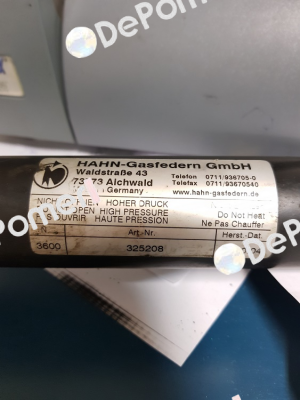 DePom
HAHN-Gasfedern GmbH
Waldstraße 43
Aichwald
Germany
Telefon 0711/936705-0
Telefax 0711/93670540
www.hahn-gasfedern.de
HOHER DRUCK
OPEN HIGH PRESSURE
OUVRIR HAUTE PRESSION
Do Not Heat
Ne Pas Chauffer
N
Art.-Nr.
Herst.-Dat.
3600
325208
DePom